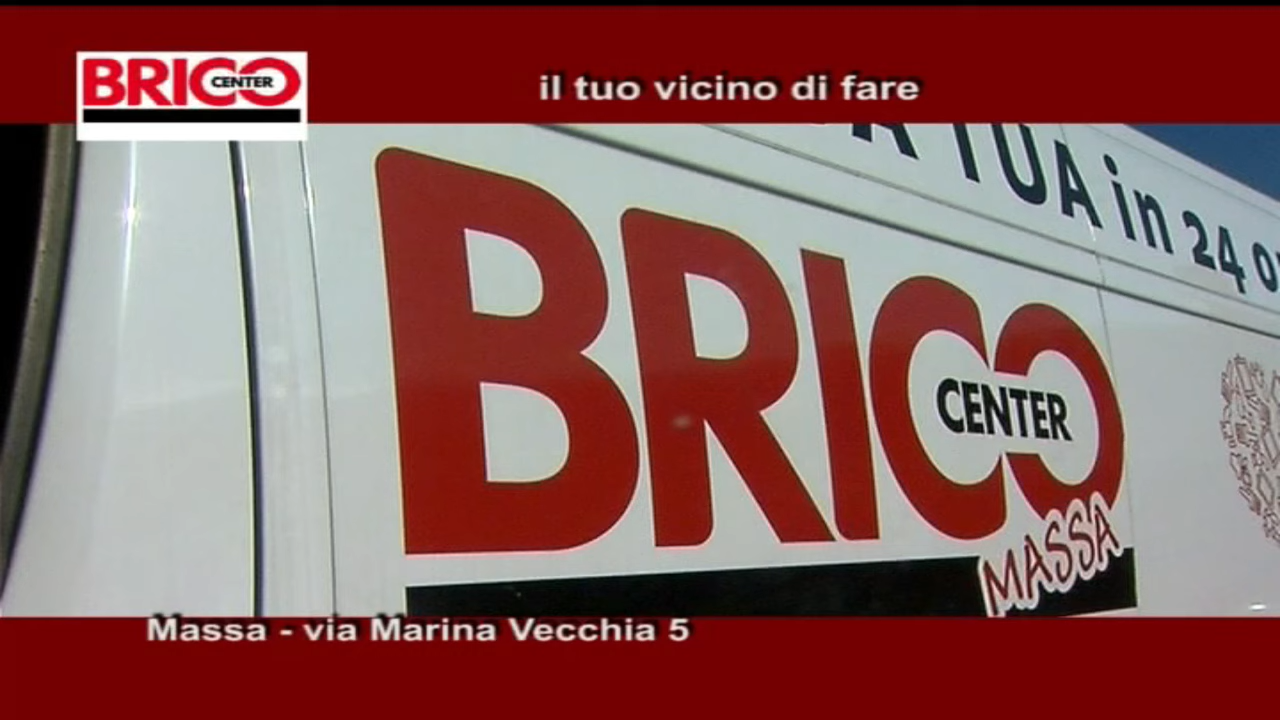 BRICO CENTER
il tuo vicino di fare
TUA in 24
BRICO CENTER
MASSA
Massa - via Marina Vecchia 5